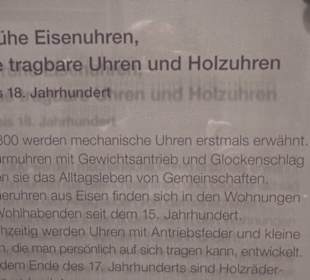 ühe Eisenuhren,
e tragbare Uhren und Holzuhren
is 18. Jahrhundert
300 werden mechanische Uhren erstmals erwähnt.
rmuhren mit Gewichtsantrieb und Glockenschlag
en sie das Alltagsleben von Gemeinschaften.
eruhren aus Eisen finden sich in den Wohnungen
Wohlhabenden seit dem 15. Jahrhundert.
hzeitig werden Uhren mit Antriebsfeder und kleine
n, die man persönlich auf sich tragen kann, entwickelt.
dem Ende des 17. Jahrhunderts sind Holzräder-